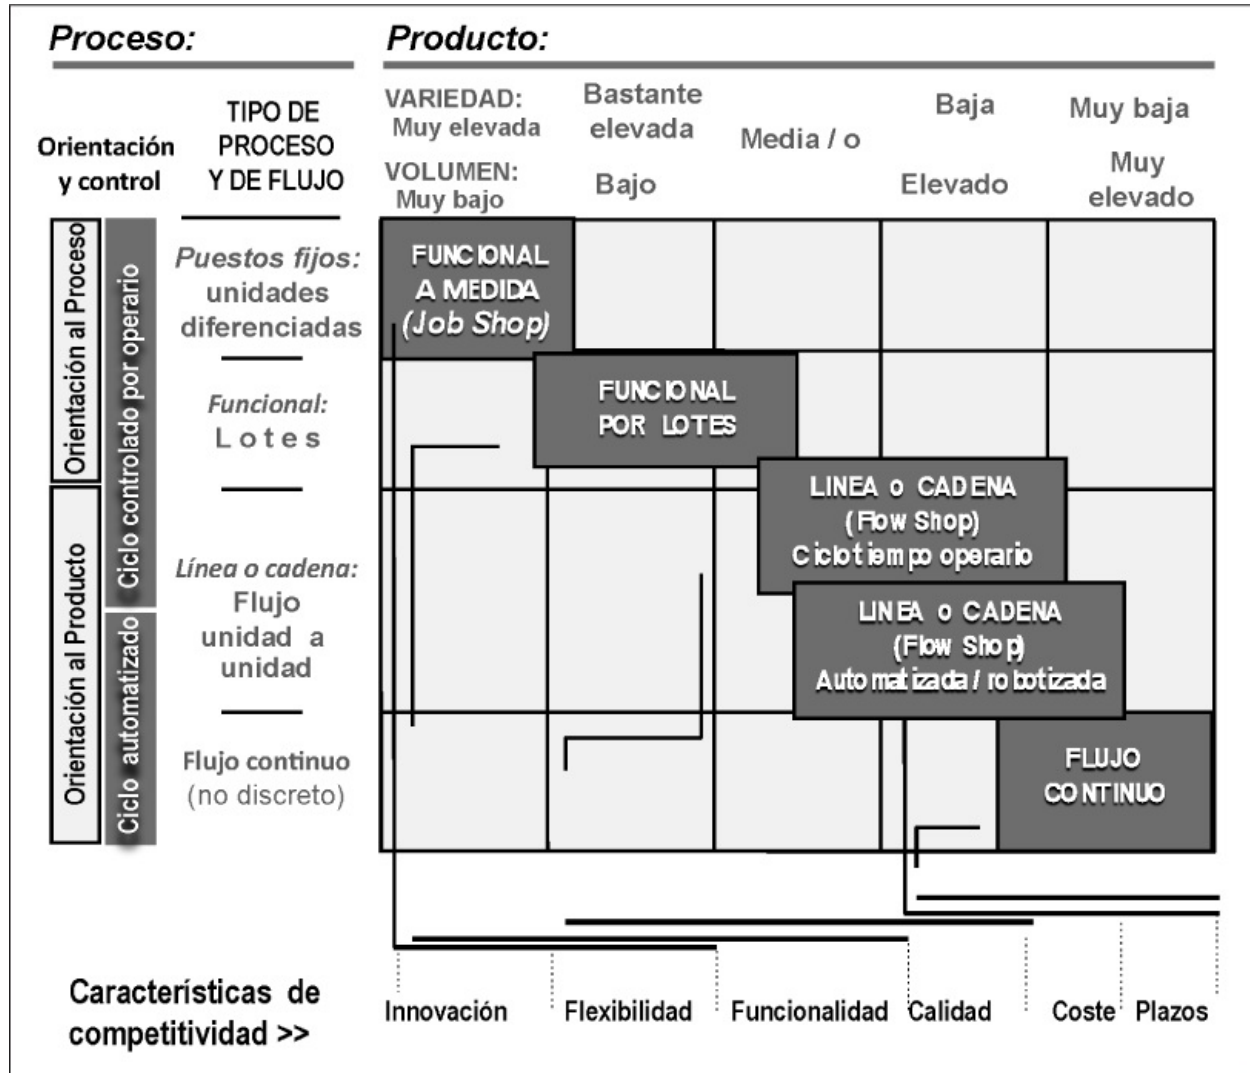 Proceso:
Producto:
Orientación
y control
TIPO DE
PROCESO
Y DE FLUJO
VARIEDAD:
Muy elevada
Bastante
elevada
Media / o
Baja
Muy baja
VOLUMEN:
Muy bajo
Bajo
Elevado
Muy
elevado
Orientación al Proceso
Orientación al Producto
Ciclo controlado por operario
Ciclo automatizado
Puestos fijos:
unidades
diferenciadas
Funcional:
Lotes
Línea o cadena:
Flujo
unidad a
unidad
Flujo continuo
(no discreto)
FUNCIONAL
A MEDIDA
(Job Shop)
FUNCIONAL
POR LOTES
LINEA o CADENA
(Flow Shop)
Ciclo tiempo operario
LINEA o CADENA
(Flow Shop)
Automatizada / robotizada
FLUJO
CONTINUO
Características de
competitividad >>
Innovación
Flexibilidad
Funcionalidad
Calidad
Coste
Plazos